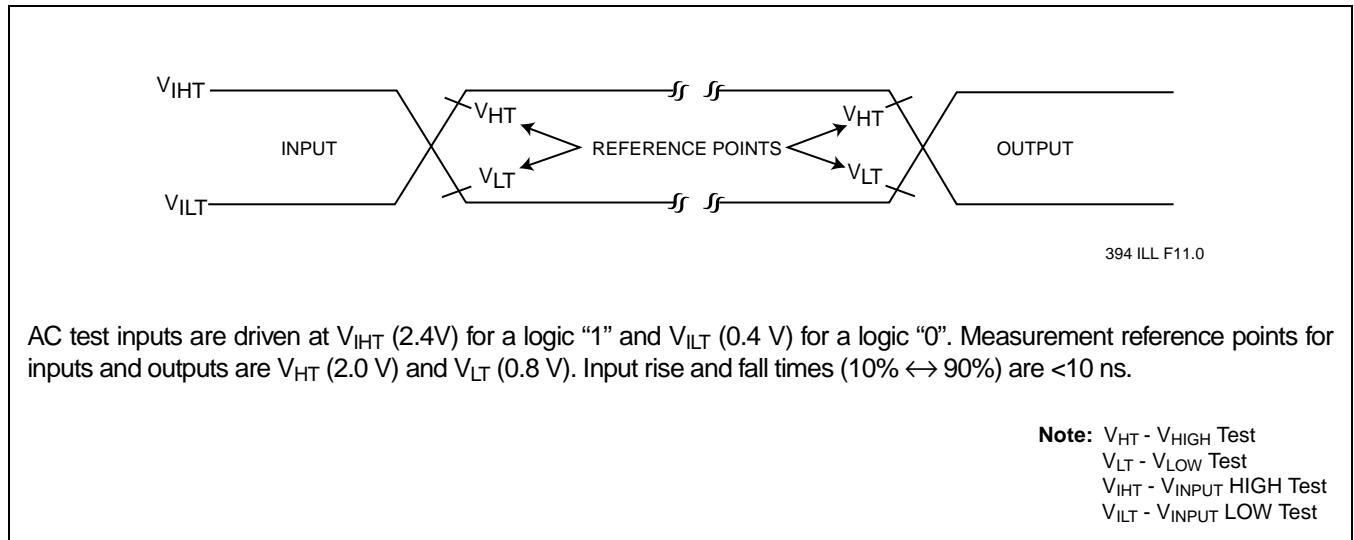 VIHT
VHT VHT
INPUT REFERENCE POINTS OUTPUT
VLT VLT
VILT
394 ILL F11.0
AC test inputs are driven at VIHT (2.4V) for a logic “1” and VILT (0.4 V) for a logic “0”. Measurement reference points for
inputs and outputs are VHT (2.0 V) and VLT (0.8 V). Input rise and fall times (10% ↔ 90%) are <10 ns.
Note: VHT - VHIGH Test
VLT - VLOW Test
VIHT - VINPUT HIGH Test
VILT - VINPUT LOW Test